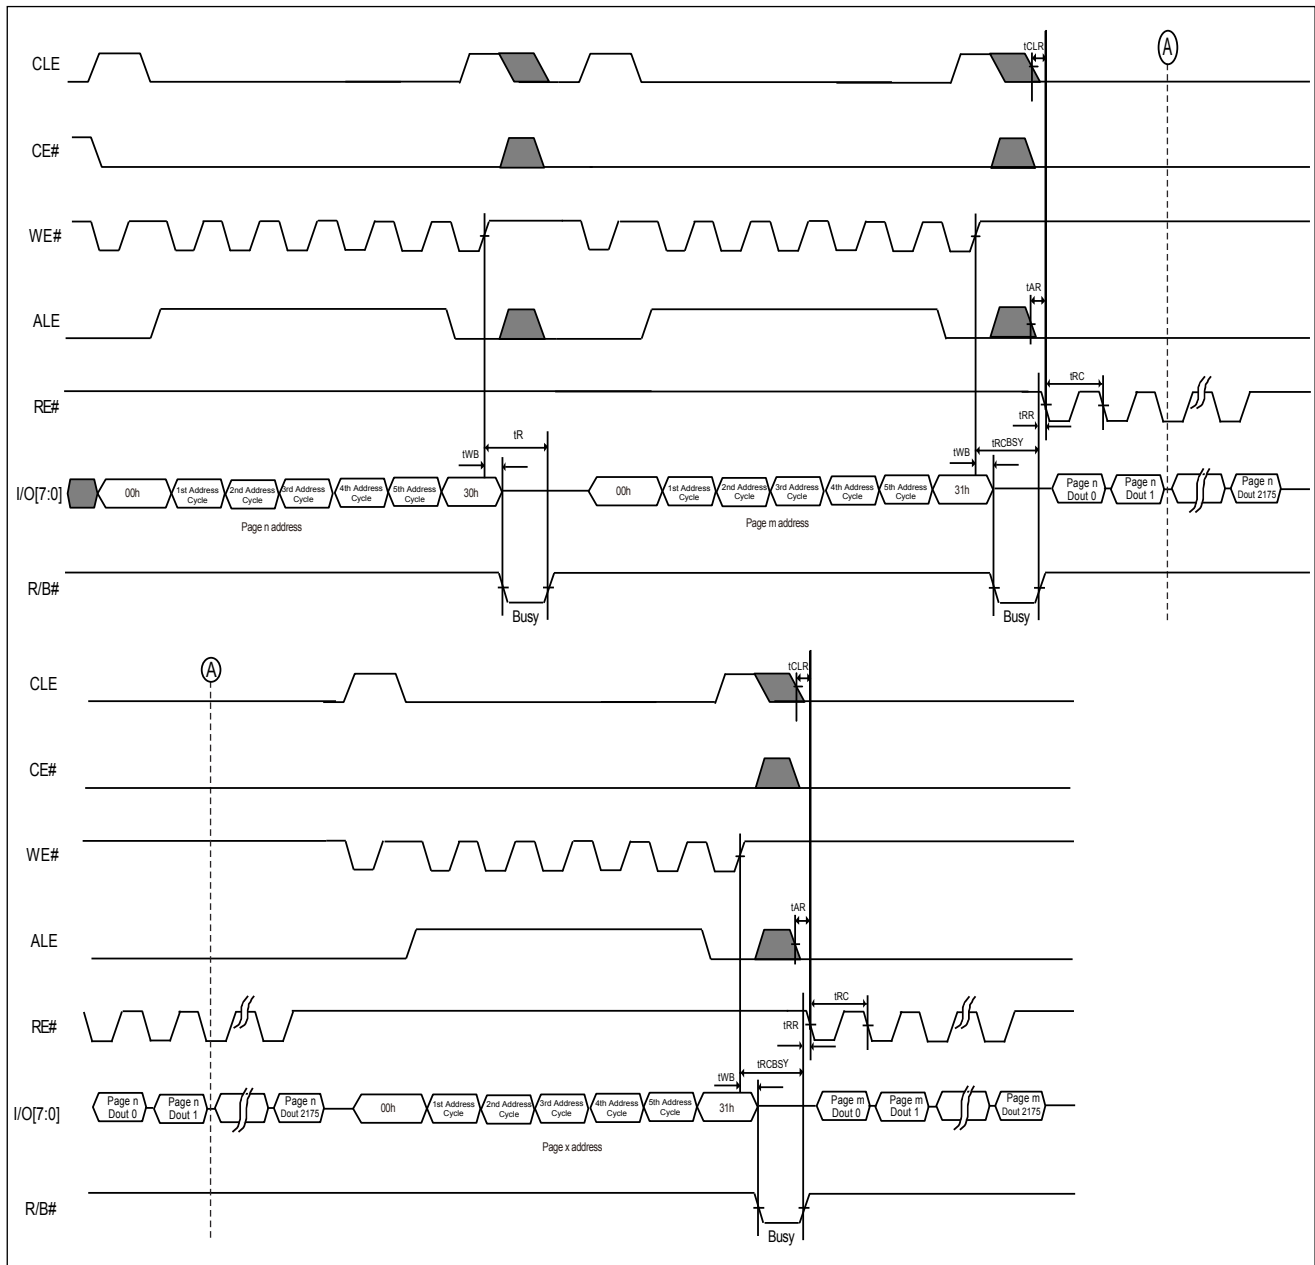 CLE
tCLR
A
CE#
WE#
ALE
tAR
RE#
tRC
tRR
tWB
tR
tWB
tRCBSY
I/O[7:0]
00h
1st Address Cycle
2nd Address Cycle
3rd Address Cycle
4th Address Cycle
5th Address Cycle
30h
00h
1st Address Cycle
2nd Address Cycle
3rd Address Cycle
4th Address Cycle
5th Address Cycle
31h
Page n Dout 0
Page n Dout 1
Page n Dout 2175
Page n address
Page m address
R/B#
Busy
Busy
A
CLE
tCLR
CE#
WE#
ALE
tAR
RE#
tRC
tRR
tWB
tRCBSY
I/O[7:0]
Page n Dout 0
Page n Dout 1
Page n Dout 2175
00h
1st Address Cycle
2nd Address Cycle
3rd Address Cycle
4th Address Cycle
5th Address Cycle
31h
Page m Dout 0
Page m Dout 1
Page m Dout 2175
Page x address
R/B#
Busy